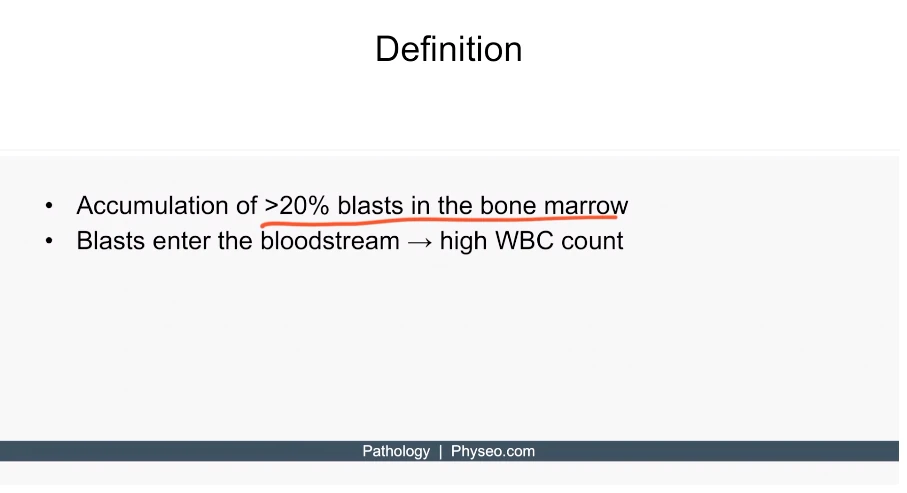 Definition
• Accumulation of >20% blasts in the bone marrow
• Blasts enter the bloodstream → high WBC count
Pathology | Physeo.com